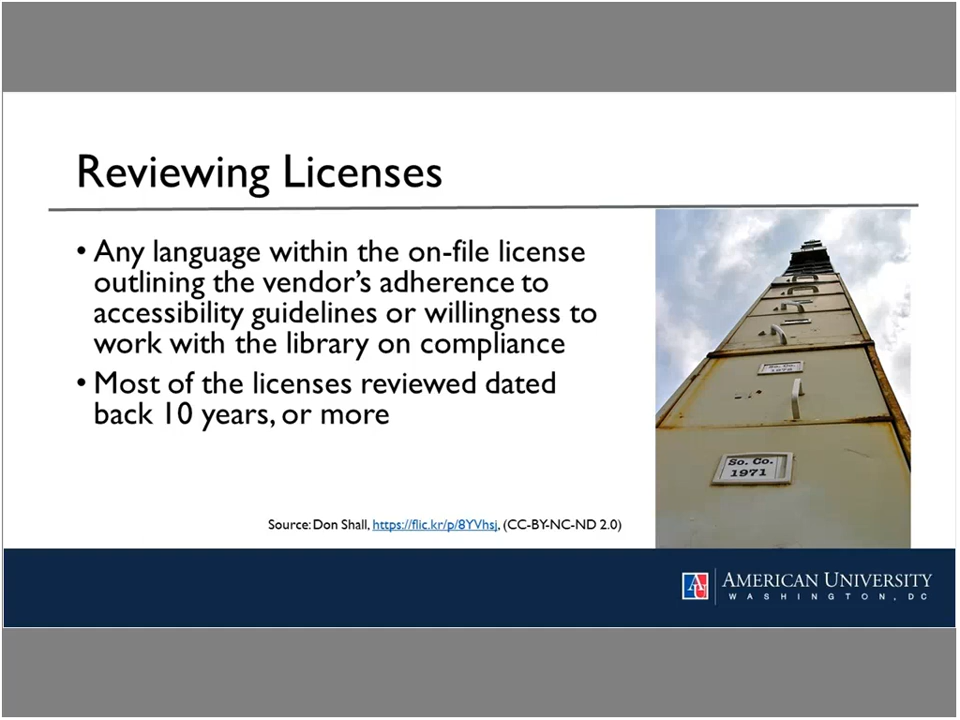 Reviewing Licenses
• Any language within the on-file license
outlining the vendor's adherence to
accessibility guidelines or willingness to
work with the library on compliance
• Most of the licenses reviewed dated
back 10 years, or more
So. Co.
1971
Source: Don Shall, https://flic.kr/p/8YVhsj, (CC-BY-NC-ND 2.0)
AU
AMERICAN UNIVERSITY
WASHINGTON, DC